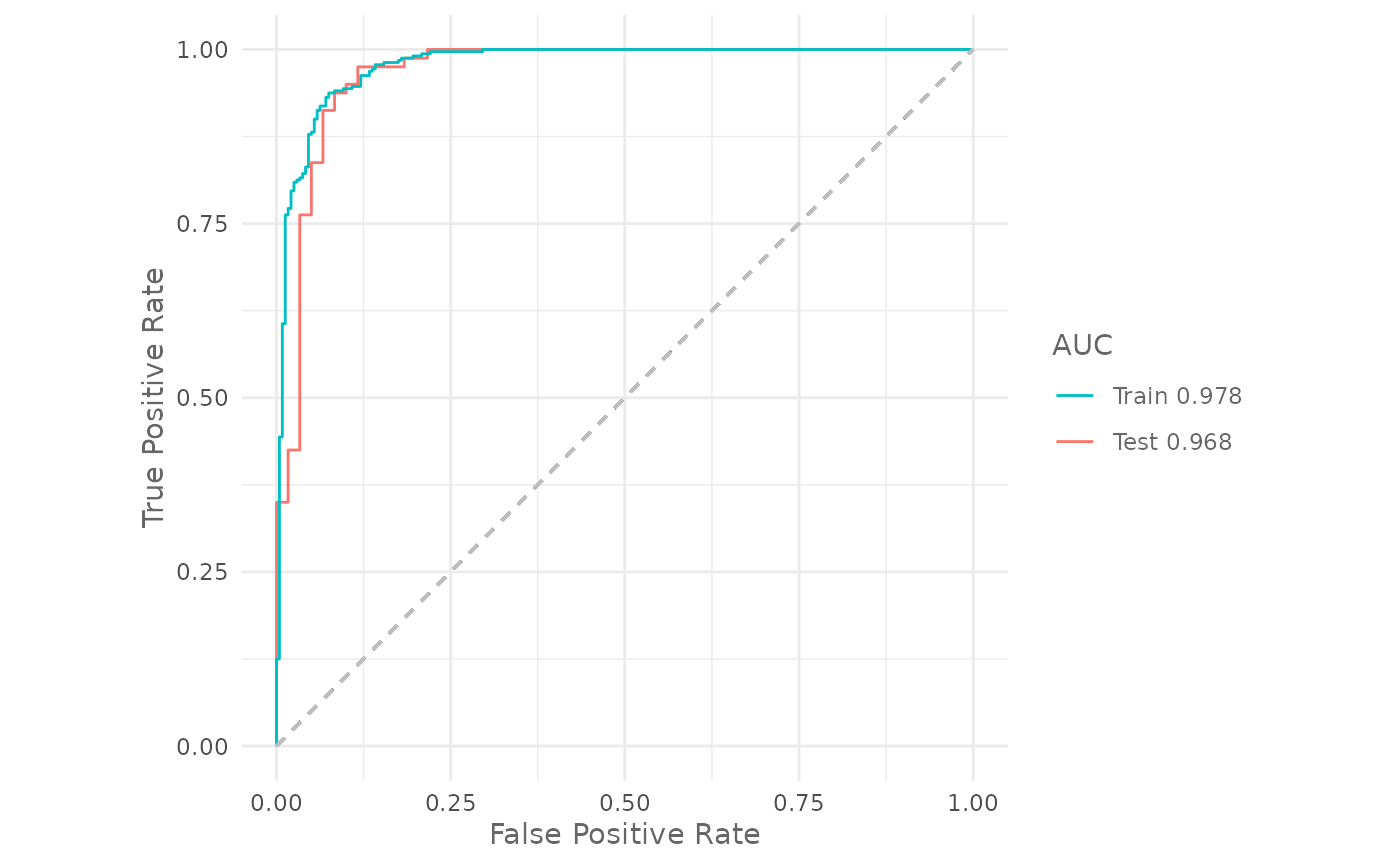 1.00
0.75
0.50
0.25
0.00
True Positive Rate
0.00 0.25 0.50 0.75 1.00
False Positive Rate
AUC
Train 0.978
Test 0.968